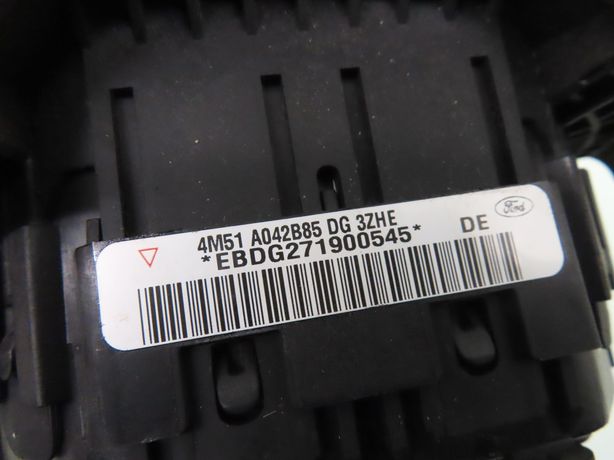 4M51 A042B85 DG 3ZHE
*EBDG271900545*
DE
Ford